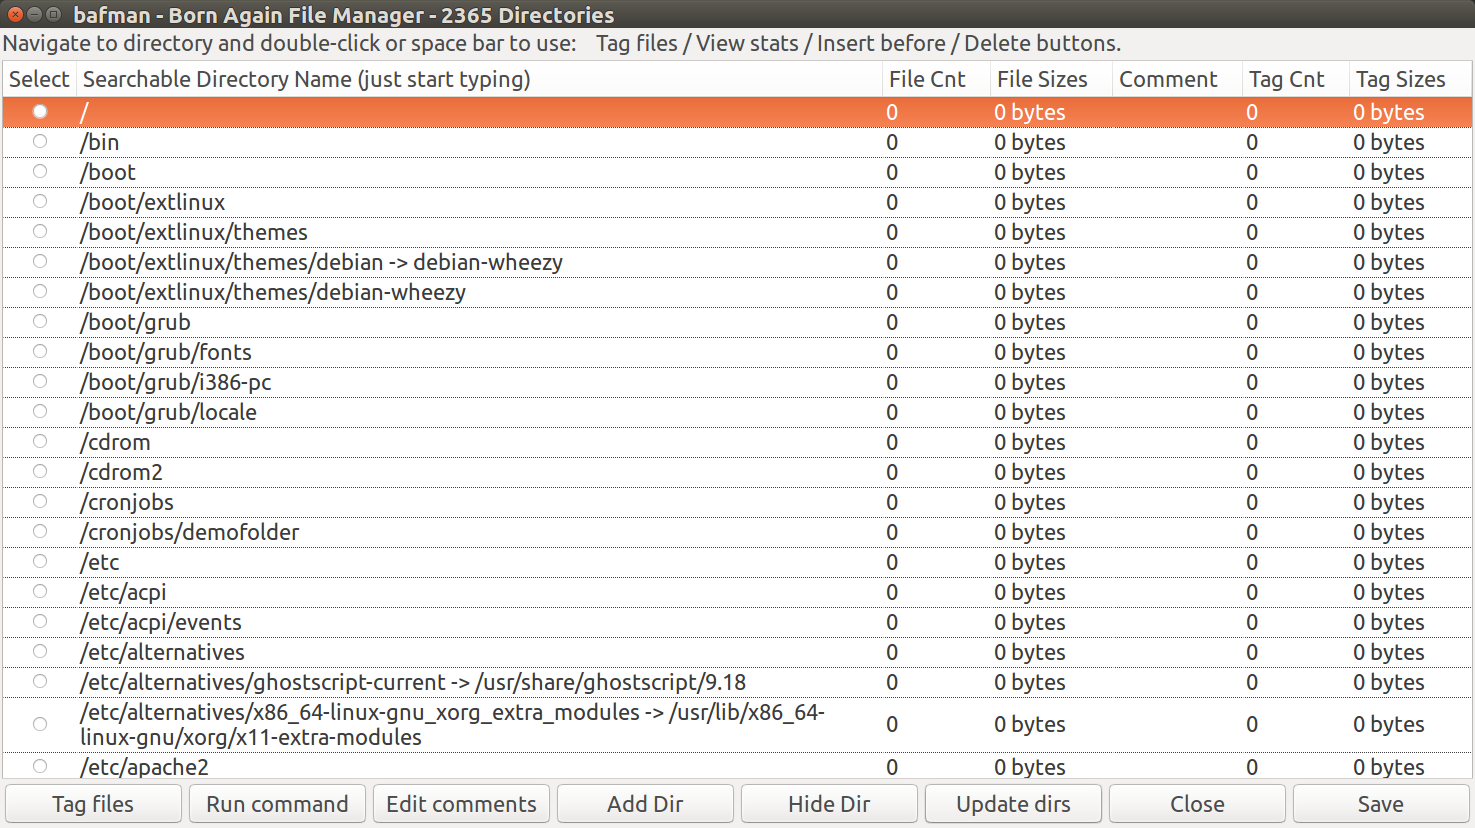 bafman - Born Again File Manager - 2365 Directories
Navigate to directory and double-click or space bar to use: Tag files / View stats / Insert before / Delete buttons.
Select Searchable Directory Name (just start typing) File Cnt File Sizes Comment Tag Cnt Tag Sizes
/ 0 0 bytes 0 0 bytes
/bin 0 0 bytes 0 0 bytes
/boot 0 0 bytes 0 0 bytes
/boot/extlinux 0 0 bytes 0 0 bytes
/boot/extlinux/themes 0 0 bytes 0 0 bytes
/boot/extlinux/themes/debian -> debian-wheezy 0 0 bytes 0 0 bytes
/boot/extlinux/themes/debian-wheezy 0 0 bytes 0 0 bytes
/boot/grub 0 0 bytes 0 0 bytes
/boot/grub/fonts 0 0 bytes 0 0 bytes
/boot/grub/i386-pc 0 0 bytes 0 0 bytes
/boot/grub/locale 0 0 bytes 0 0 bytes
/cdrom 0 0 bytes 0 0 bytes
/cdrom2 0 0 bytes 0 0 bytes
/cronjobs 0 0 bytes 0 0 bytes
/cronjobs/demofolder 0 0 bytes 0 0 bytes
/etc 0 0 bytes 0 0 bytes
/etc/acpi 0 0 bytes 0 0 bytes
/etc/acpi/events 0 0 bytes 0 0 bytes
/etc/alternatives 0 0 bytes 0 0 bytes
/etc/alternatives/ghostscript-current -> /usr/share/ghostscript/9.18 0 0 bytes 0 0 bytes
/etc/alternatives/x86_64-linux-gnu_xorg_extra_modules -> /usr/lib/x86_64-
linux-gnu/xorg/x11-extra-modules 0 0 bytes 0 0 bytes
/etc/apache2 0 0 bytes 0 0 bytes
Tag files Run command Edit comments Add Dir Hide Dir Update dirs Close Save